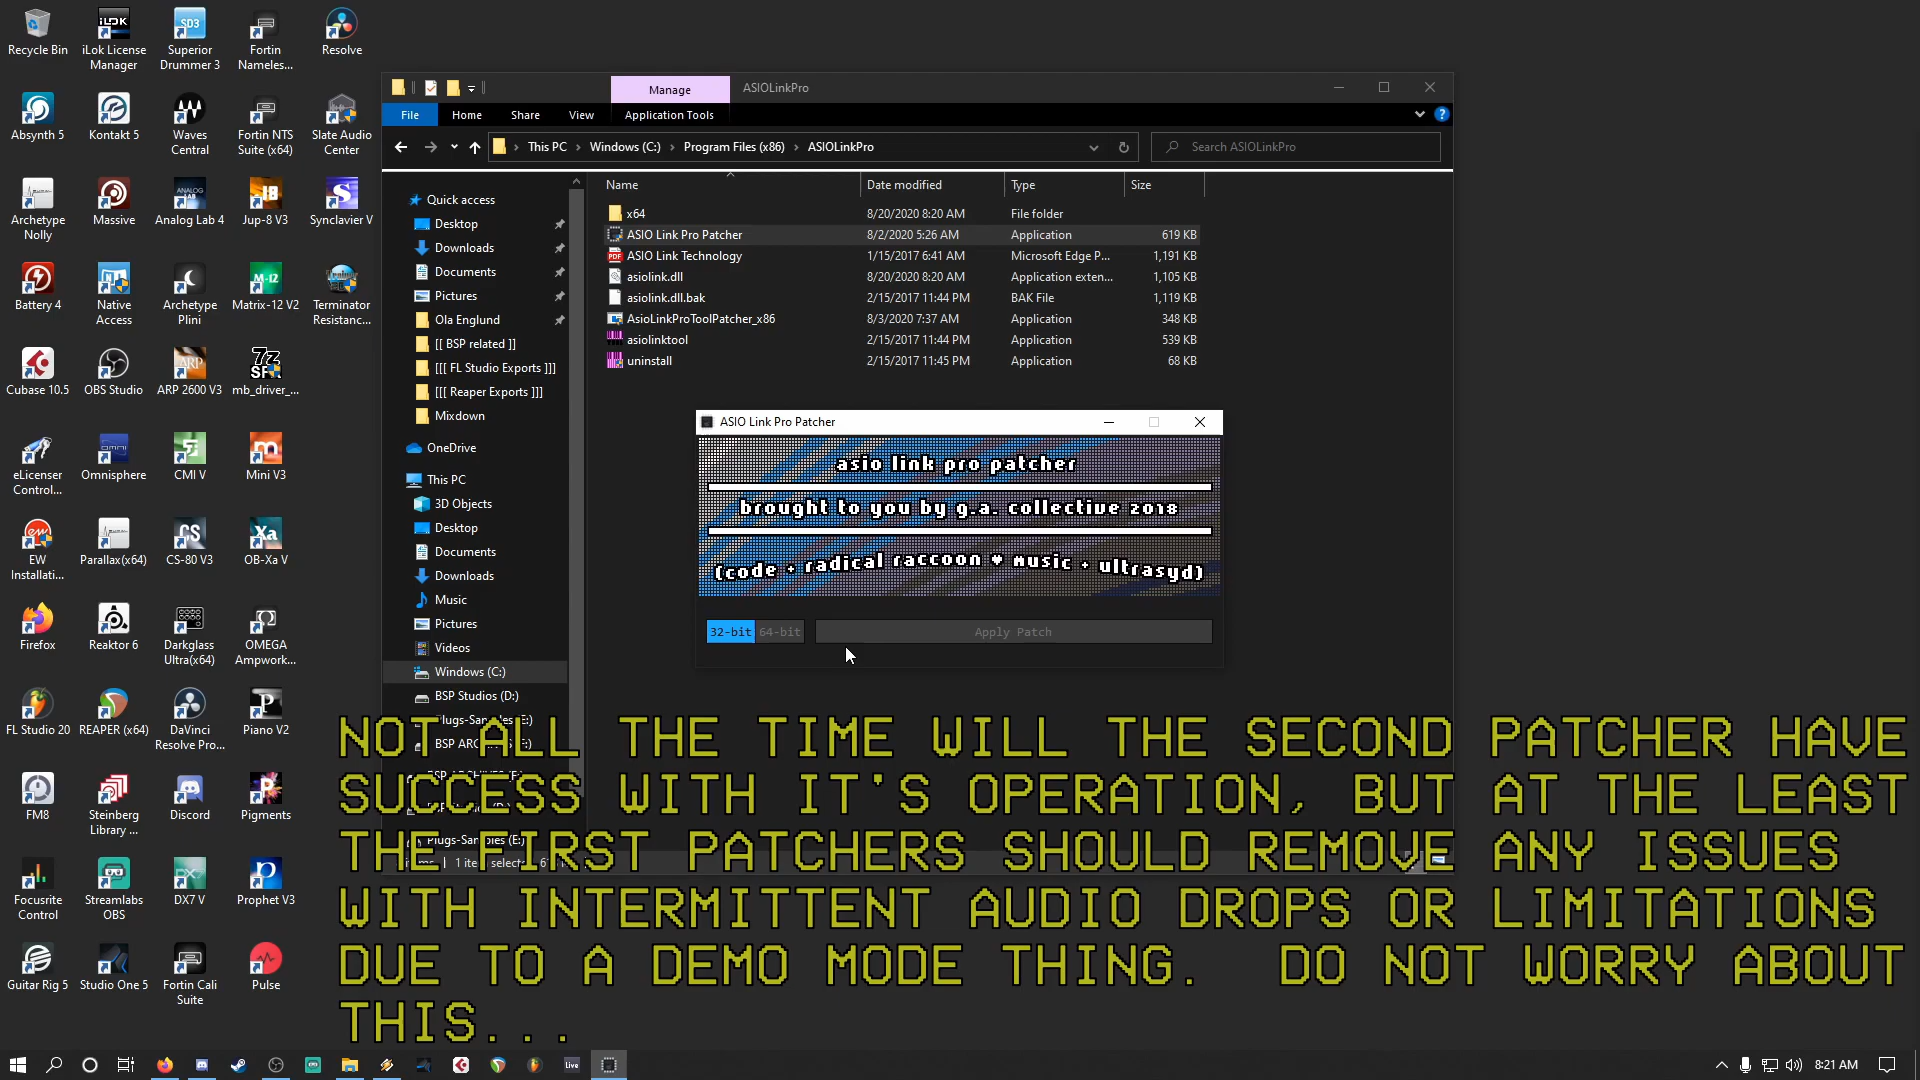 Recycle Bin
iLok License Manager
Superior Drummer 3
Fortin Nameles...
Resolve
Absynth 5
Kontakt 5
Waves Central
Fortin NTS Suite (x64)
Slate Audio Center
Archetype Nolly
Massive
Analog Lab 4
Jup-8 V3
Synclavier V
Battery 4
Native Access
Archetype Plini
Matrix-12 V2
Terminator Resistanc...
Cubase 10.5
OBS Studio
ARP 2600 V3
mb_driver_...
eLicenser Control...
Omnisphere
CMI V
Mini V3
EW Installati...
Parallax(x64)
CS-80 V3
OB-Xa V
Firefox
Reaktor 6
Darkglass Ultra(x64)
OMEGA Ampwork...
FL Studio 20
REAPER (x64)
DaVinci Resolve Pro...
Piano V2
FM8
Steinberg Library ...
Discord
Pigments
Focusrite Control
Streamlabs OBS
DX7 V
Prophet V3
Guitar Rig 5
Studio One 5
Fortin Cali Suite
Pulse
Manage
ASIOLinkPro
File
Home
Share
View
Application Tools
This PC
Windows (C:)
Program Files (x86)
ASIOLinkPro
Search ASIOLinkPro
Quick access
Desktop
Downloads
Documents
Pictures
Ola Englund
[[ BSP related ]]
[[[ FL Studio Exports ]]]
[[[ Reaper Exports ]]]
Mixdown
OneDrive
This PC
3D Objects
Desktop
Documents
Downloads
Music
Pictures
Videos
Windows (C:)
BSP Studios (D:)
Plugs-Samples (E:)
Plugs-Samples (E:)
Name Date modified Type Size
x64 8/20/2020 8:20 AM File folder
ASIO Link Pro Patcher 8/2/2020 5:26 AM Application 619 KB
ASIO Link Technology 1/15/2017 6:41 AM Microsoft Edge P... 1,191 KB
asiolink.dll 8/20/2020 8:20 AM Application exten... 1,105 KB
asiolink.dll.bak 2/15/2017 11:44 PM BAK File 1,119 KB
AsioLinkProToolPatcher_x86 8/3/2020 7:37 AM Application 348 KB
asiolinktool 2/15/2017 11:44 PM Application 539 KB
uninstall 2/15/2017 11:45 PM Application 68 KB
ASIO Link Pro Patcher
asio link pro patcher
brought to you by g.a. collective 2018
(code + radical raccoon ♥ music + ultrasyd)
32-bit 64-bit Apply Patch
NOT ALL THE TIME WILL THE SECOND PATCHER HAVE
SUCCESS WITH IT'S OPERATION, BUT AT THE LEAST
THE FIRST PATCHERS SHOULD REMOVE ANY ISSUES
WITH INTERMITTENT AUDIO DROPS OR LIMITATIONS
DUE TO A DEMO MODE THING. DO NOT WORRY ABOUT
THIS...
live
8:21 AM